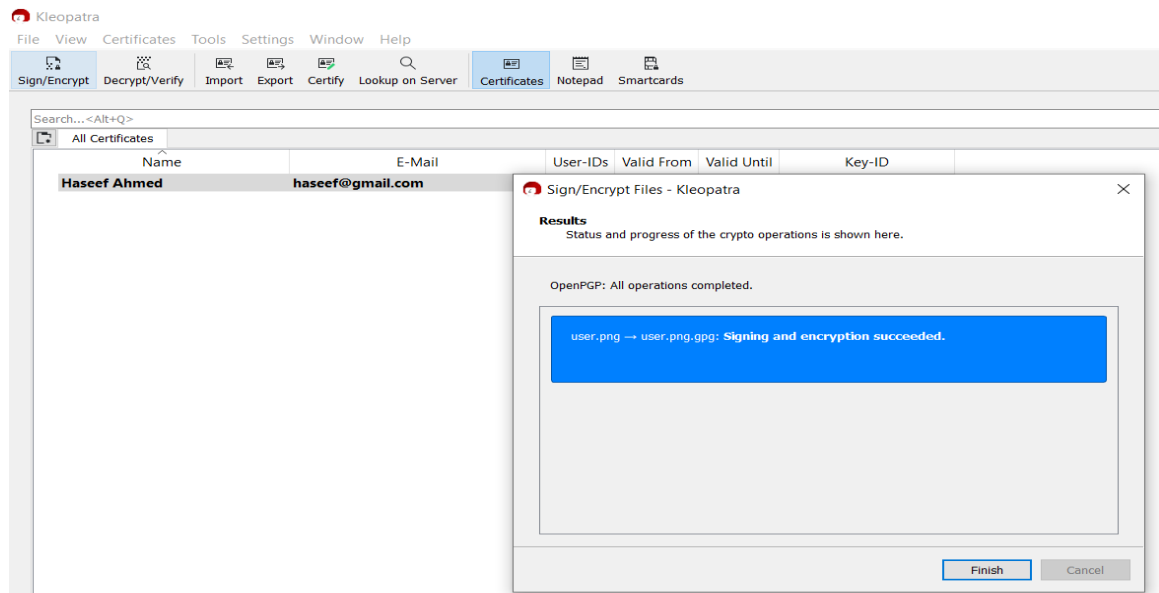 Kleopatra
File View Certificates Tools Settings Window Help
Sign/Encrypt Decrypt/Verify Import Export Certify Lookup on Server Certificates Notepad Smartcards
Search...<Alt+Q>
All Certificates
Name E-Mail User-IDs Valid From Valid Until Key-ID
Haseef Ahmed haseef@gmail.com
Sign/Encrypt Files - Kleopatra
Results
Status and progress of the crypto operations is shown here.
OpenPGP: All operations completed.
user.png → user.png.gpg: Signing and encryption succeeded.
Finish Cancel